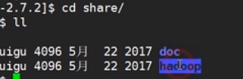 -2.7.2]$ cd share/
$ ll
uigu 4096 5月 22 2017 doc
uigu 4096 5月 22 2017 hadoop
$